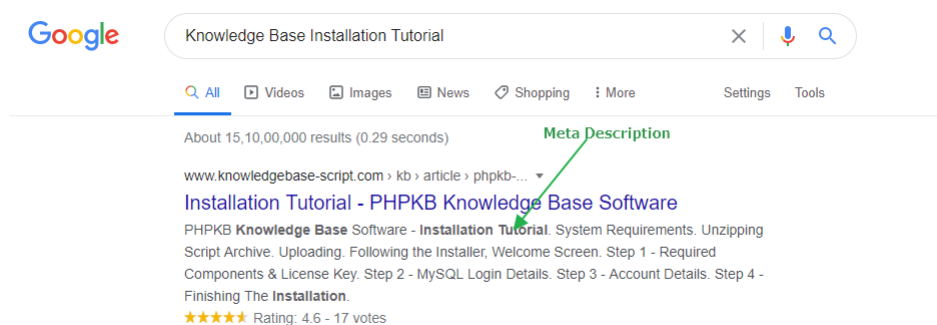 Google
Knowledge Base Installation Tutorial
All Videos Images News Shopping More Settings Tools
About 15,10,00,000 results (0.29 seconds)
Meta Description
www.knowledgebase-script.com › kb › article › phpkb-...
Installation Tutorial - PHPKB Knowledge Base Software
PHPKB Knowledge Base Software - Installation Tutorial. System Requirements. Unzipping
Script Archive. Uploading. Following the Installer, Welcome Screen. Step 1 - Required
Components & License Key. Step 2 - MySQL Login Details. Step 3 - Account Details. Step 4 -
Finishing The Installation.
Rating: 4.6 - 17 votes